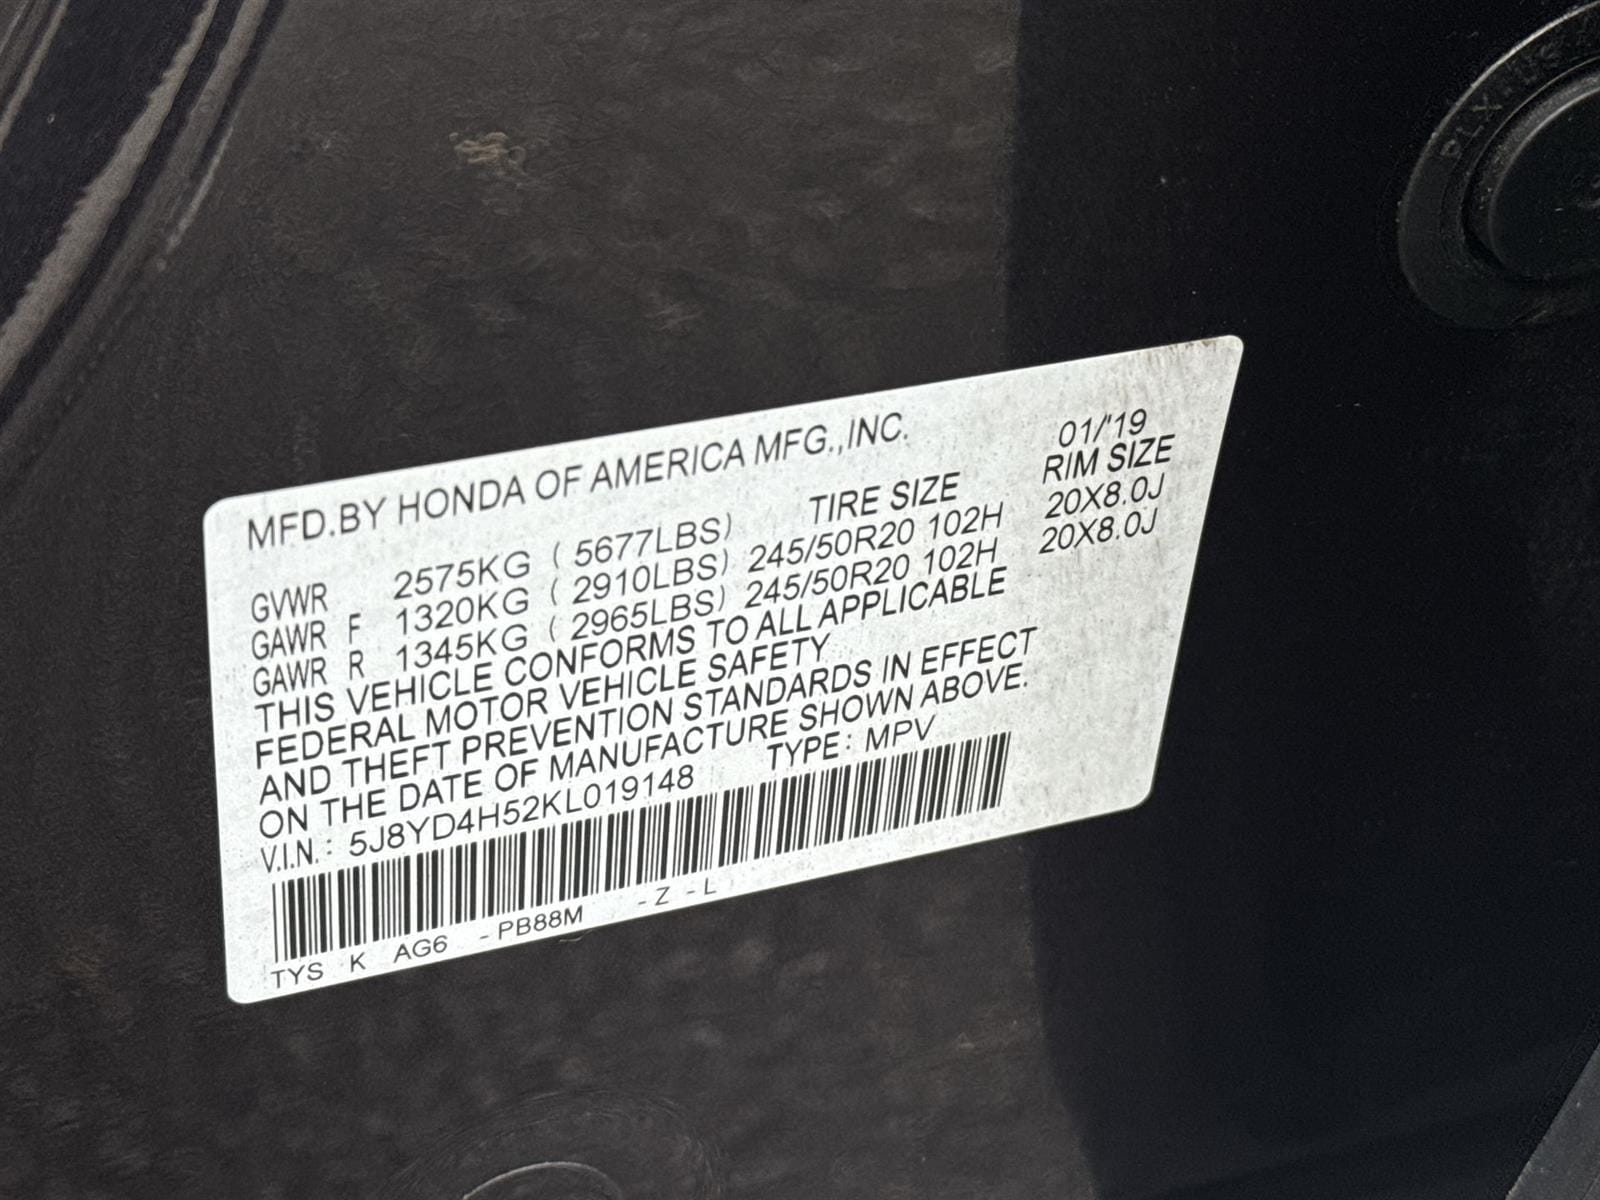 MFD.BY HONDA OF AMERICA MFG.,INC. 01/'19
TIRE SIZE RIM SIZE
GVWR 2575KG ( 5677LBS)
GAWR F 1320KG ( 2910LBS) 245/50R20 102H 20X8.0J
GAWR R 1345KG ( 2965LBS) 245/50R20 102H 20X8.0J
THIS VEHICLE CONFORMS TO ALL APPLICABLE
FEDERAL MOTOR VEHICLE SAFETY
AND THEFT PREVENTION STANDARDS IN EFFECT
ON THE DATE OF MANUFACTURE SHOWN ABOVE.
V.I.N.: 5J8YD4H52KL019148 TYPE: MPV
TYS K AG6 -PB88M -Z -L